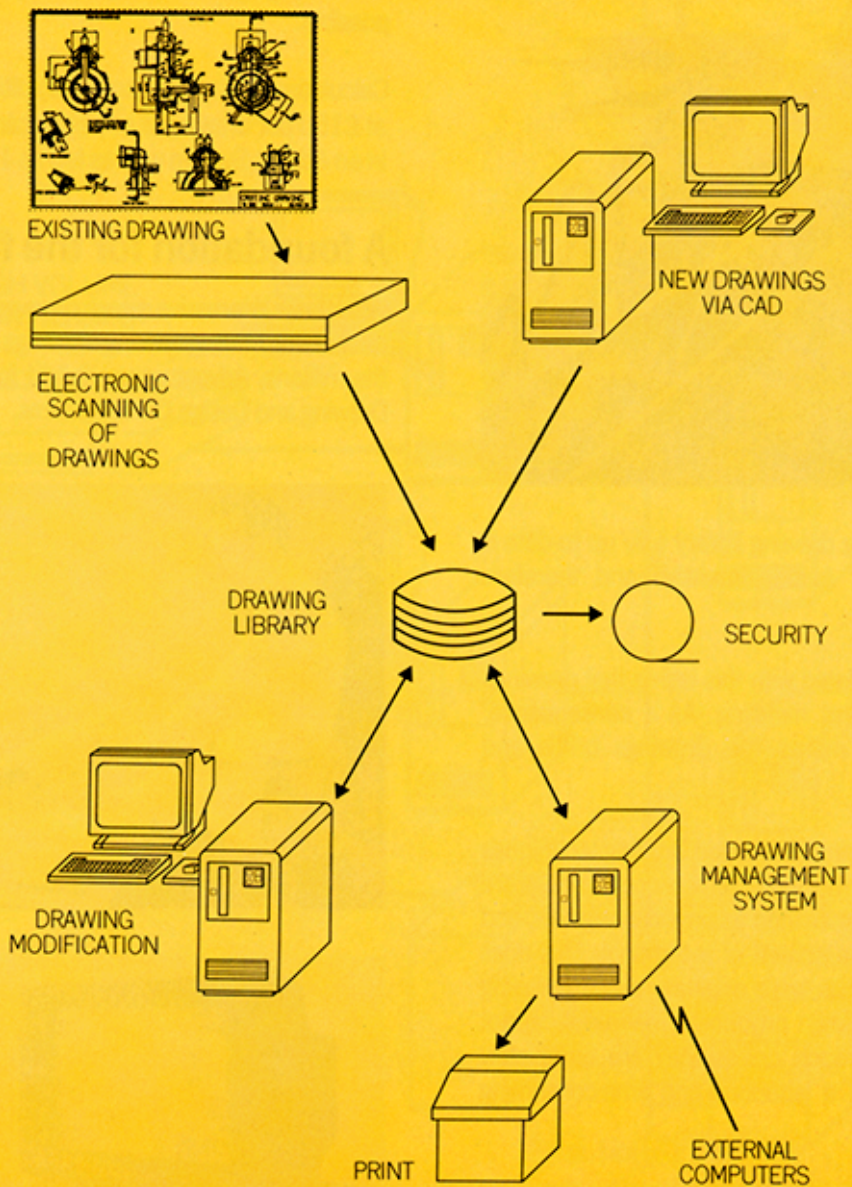 EXISTING DRAWING
NEW DRAWINGS
VIA CAD
ELECTRONIC
SCANNING
OF
DRAWINGS
DRAWING
LIBRARY
SECURITY
DRAWING
MODIFICATION
DRAWING
MANAGEMENT
SYSTEM
PRINT
EXTERNAL
COMPUTERS